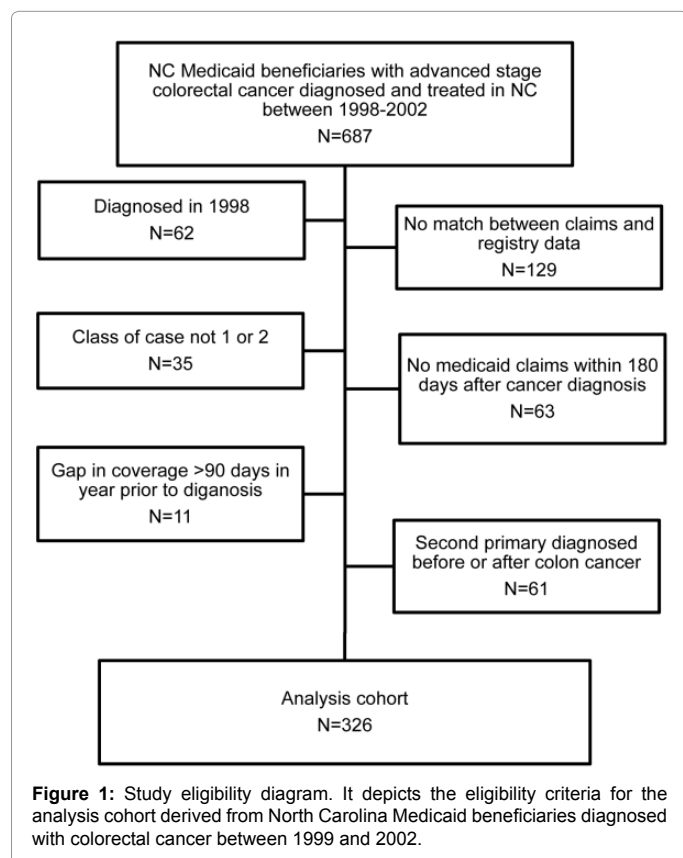 NC Medicaid beneficiaries with advanced stage
colorectal cancer diagnosed and treated in NC
between 1998-2002
N=687
Diagnosed in 1998
N=62
No match between claims and
registry data
N=129
Class of case not 1 or 2
N=35
No medicaid claims within 180
days after cancer diagnosis
N=63
Gap in coverage >90 days in
year prior to diganosis
N=11
Second primary diagnosed
before or after colon cancer
N=61
Analysis cohort
N=326
Figure 1: Study eligibility diagram. It depicts the eligibility criteria for the
analysis cohort derived from North Carolina Medicaid beneficiaries diagnosed
with colorectal cancer between 1999 and 2002.